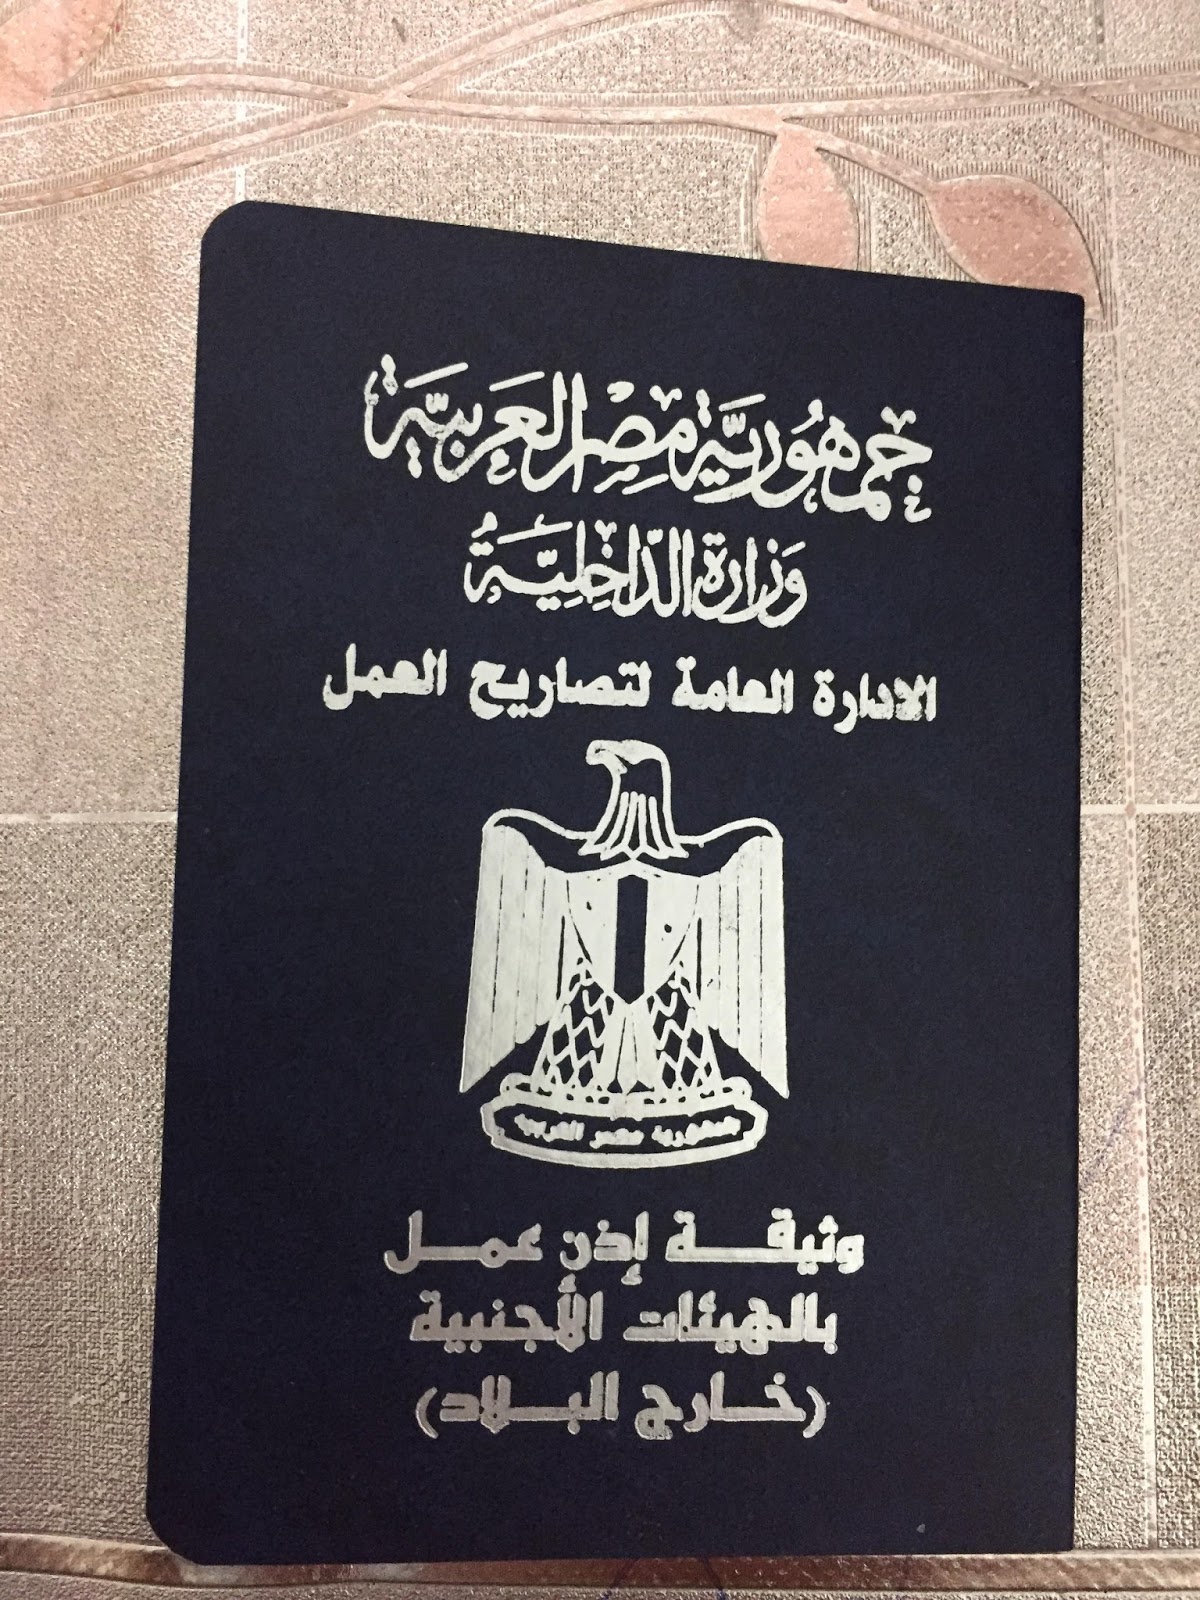 جمهورية مصر العربية
وزارة الداخلية
الادارة العامة لتصاريح العمل
جمهورية مصر العربية
وثيقة إذن عمل
بالهيئات الأجنبية
(خارج البلاد)